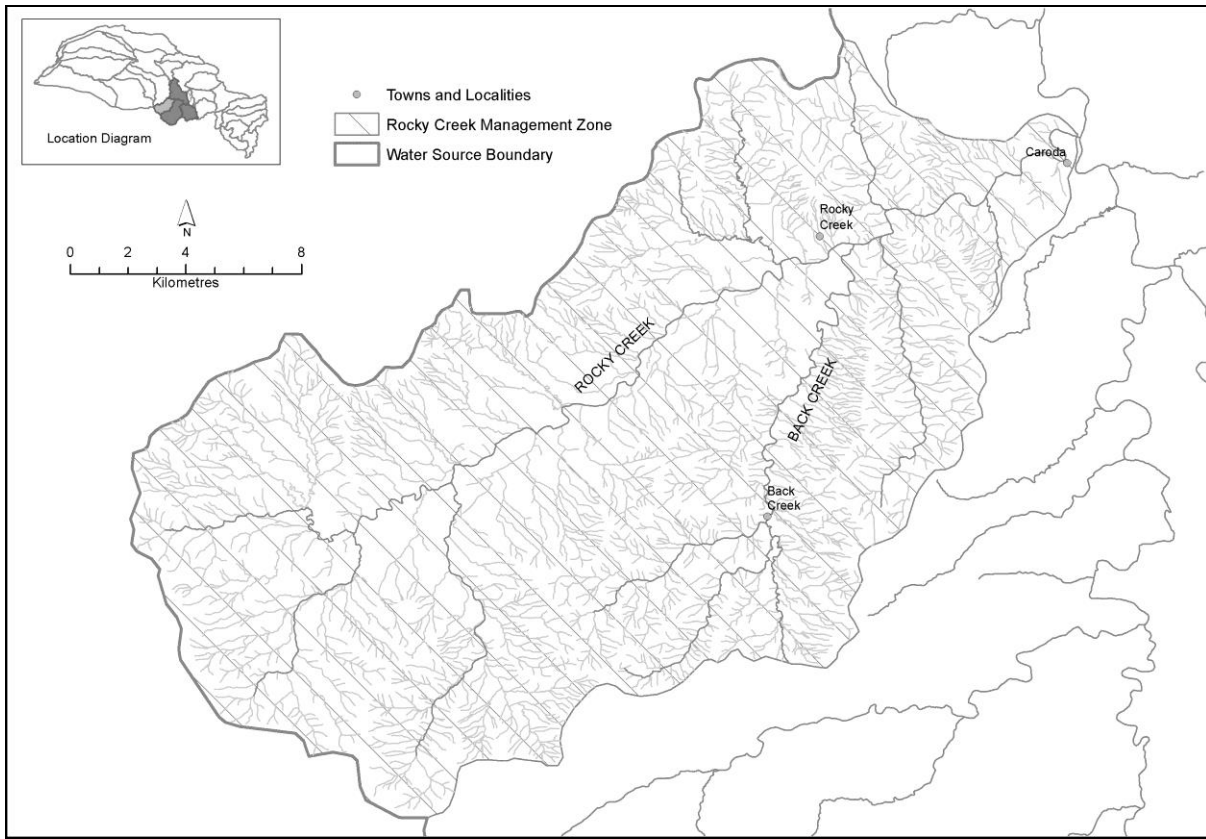 Location Diagram
Towns and Localities
Rocky Creek Management Zone
Water Source Boundary
N
0 2 4 8
Kilometres
Caroda
Rocky
Creek
ROCKY CREEK
BACK CREEK
Back
Creek